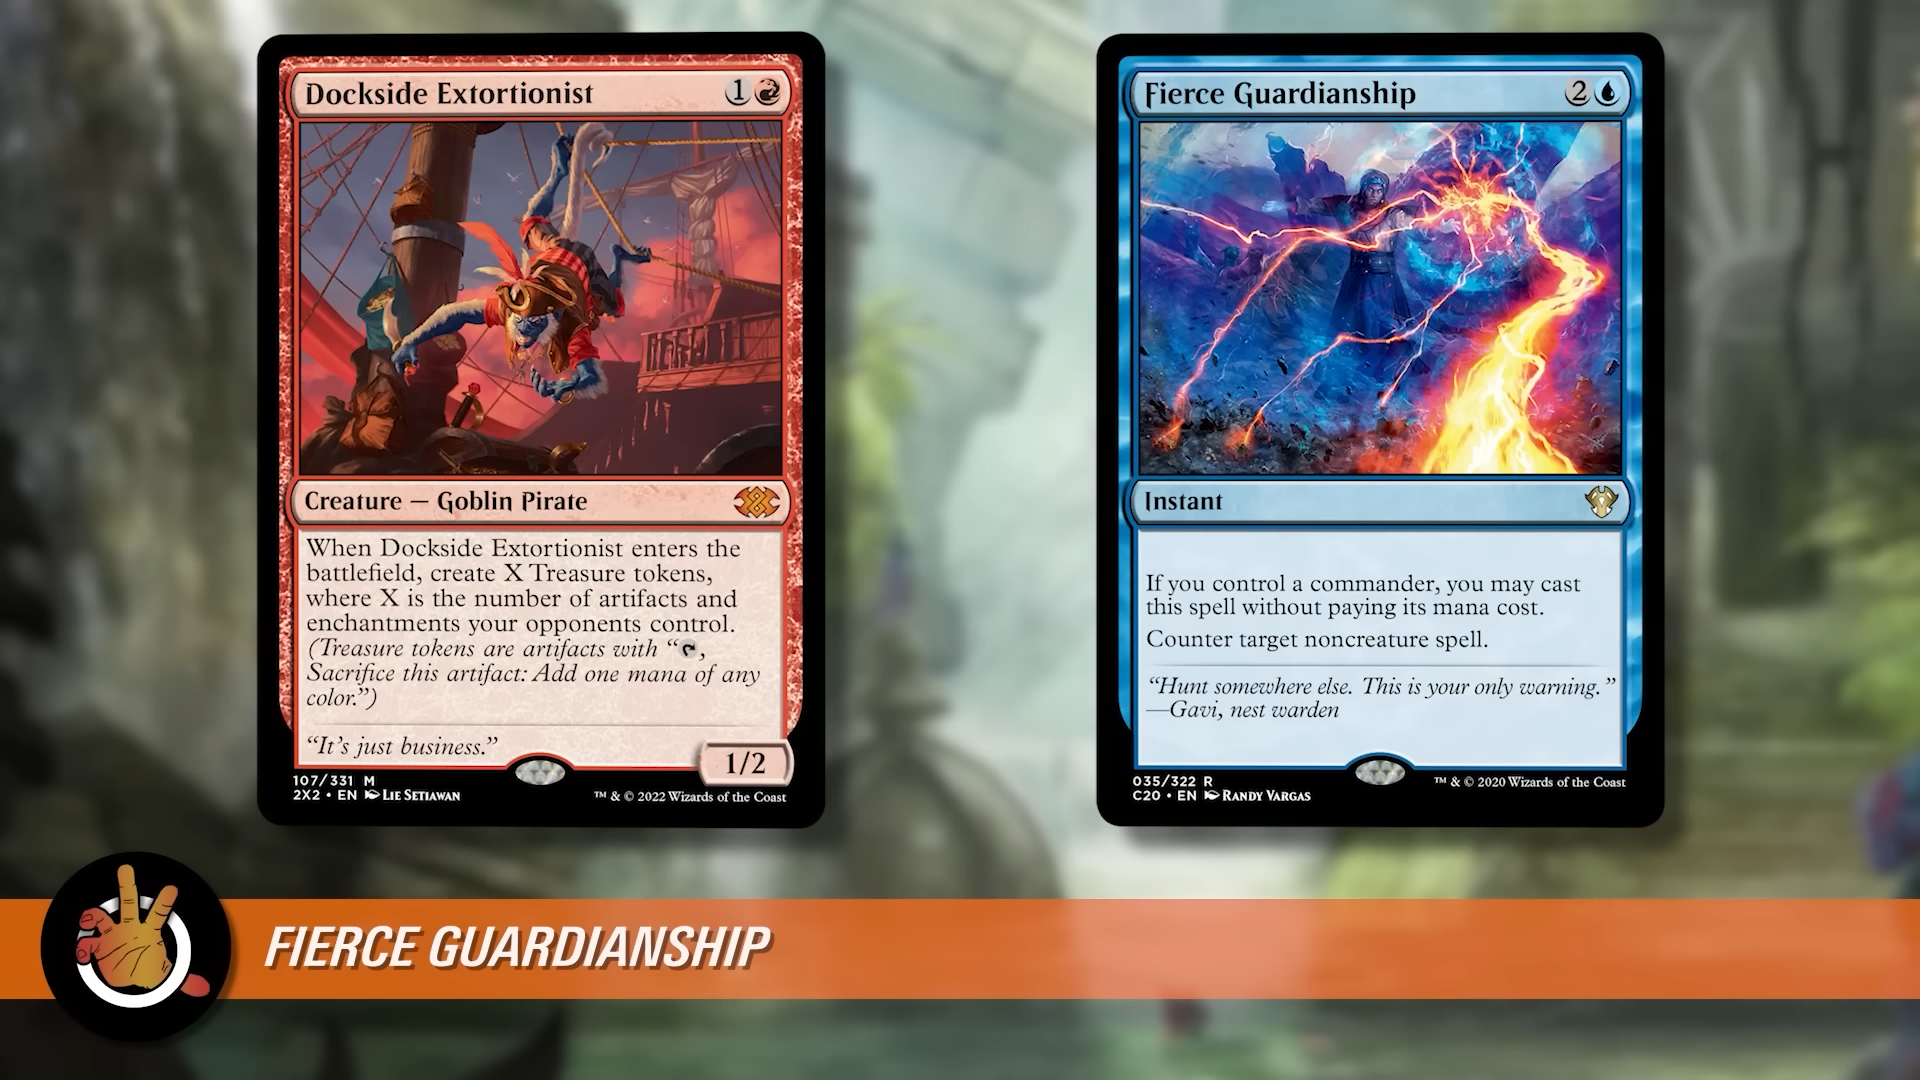 Dockside Extortionist 1
Creature — Goblin Pirate
When Dockside Extortionist enters the
battlefield, create X Treasure tokens,
where X is the number of artifacts and
enchantments your opponents control.
(Treasure tokens are artifacts with “ ,
Sacrifice this artifact: Add one mana of any
color.”)
“It’s just business.”
1/2
107/331 M
2X2 • EN LIE SETIAWAN
™ & © 2022 Wizards of the Coast
Fierce Guardianship 2
Instant
If you control a commander, you may cast
this spell without paying its mana cost.
Counter target noncreature spell.
“Hunt somewhere else. This is your only warning.”
—Gavi, nest warden
035/322 R
C20 • EN RANDY VARGAS
™ & © 2020 Wizards of the Coast
FIERCE GUARDIANSHIP